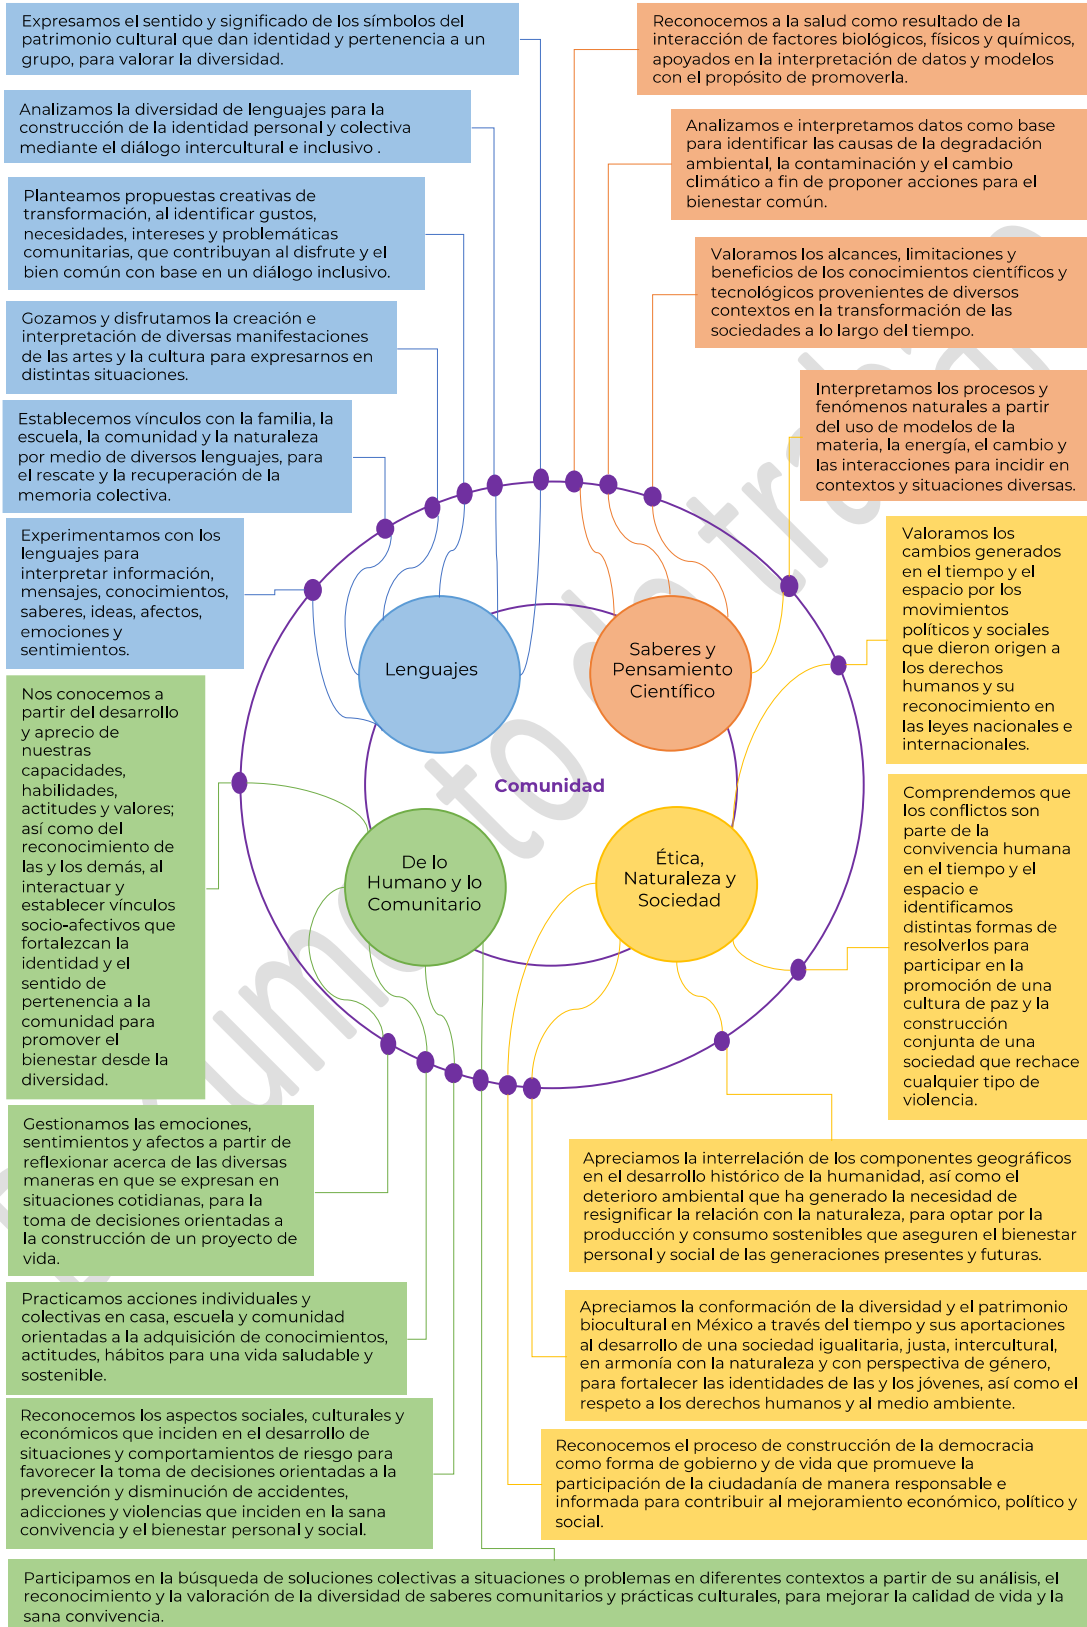 Expresamos el sentido y significado de los símbolos del
patrimonio cultural que dan identidad y pertenencia a un
grupo, para valorar la diversidad.
Analizamos la diversidad de lenguajes para la
construcción de la identidad personal y colectiva
mediante el diálogo intercultural e inclusivo .
Planteamos propuestas creativas de
transformación, al identificar gustos,
necesidades, intereses y problemáticas
comunitarias, que contribuyan al disfrute y el
bien común con base en un diálogo inclusivo.
Gozamos y disfrutamos la creación e
interpretación de diversas manifestaciones
de las artes y la cultura para expresarnos en
distintas situaciones.
Establecemos vínculos con la familia, la
escuela, la comunidad y la naturaleza
por medio de diversos lenguajes, para
el rescate y la recuperación de la
memoria colectiva.
Experimentamos con los
lenguajes para
interpretar información,
mensajes, conocimientos,
saberes, ideas, afectos,
emociones y
sentimientos.
Reconocemos a la salud como resultado de la
interacción de factores biológicos, físicos y químicos,
apoyados en la interpretación de datos y modelos
con el propósito de promoverla.
Analizamos e interpretamos datos como base
para identificar las causas de la degradación
ambiental, la contaminación y el cambio
climático a fin de proponer acciones para el
bienestar común.
Valoramos los alcances, limitaciones y
beneficios de los conocimientos científicos y
tecnológicos provenientes de diversos
contextos en la transformación de las
sociedades a lo largo del tiempo.
Interpretamos los procesos y
fenómenos naturales a partir
del uso de modelos de la
materia, la energía, el cambio y
las interacciones para incidir en
contextos y situaciones diversas.
Valoramos los
cambios generados
en el tiempo y el
espacio por los
movimientos
políticos y sociales
que dieron origen a
los derechos
humanos y su
reconocimiento en
las leyes nacionales e
internacionales.
Lenguajes
Saberes y
Pensamiento
Científico
Comunidad
De lo
Humano y lo
Comunitario
Ética,
Naturaleza y
Sociedad
Nos conocemos a
partir del desarrollo
y aprecio de
nuestras
capacidades,
habilidades,
actitudes y valores;
así como del
reconocimiento de
las y los demás, al
interactuar y
establecer vínculos
socio-afectivos que
fortalezcan la
identidad y el
sentido de
pertenencia a la
comunidad para
promover el
bienestar desde la
diversidad.
Comprendemos que
los conflictos son
parte de la
convivencia humana
en el tiempo y el
espacio e
identificamos
distintas formas de
resolverlos para
participar en la
promoción de una
cultura de paz y la
construcción
conjunta de una
sociedad que rechace
cualquier tipo de
violencia.
Gestionamos las emociones,
sentimientos y afectos a partir de
reflexionar acerca de las diversas
maneras en que se expresan en
situaciones cotidianas, para la
toma de decisiones orientadas a
la construcción de un proyecto de
vida.
Practicamos acciones individuales y
colectivas en casa, escuela y comunidad
orientadas a la adquisición de conocimientos,
actitudes, hábitos para una vida saludable y
sostenible.
Reconocemos los aspectos sociales, culturales y
económicos que inciden en el desarrollo de
situaciones y comportamientos de riesgo para
favorecer la toma de decisiones orientadas a la
prevención y disminución de accidentes,
adicciones y violencias que inciden en la sana
convivencia y el bienestar personal y social.
Apreciamos la interrelación de los componentes geográficos
en el desarrollo histórico de la humanidad, así como el
deterioro ambiental que ha generado la necesidad de
resignificar la relación con la naturaleza, para optar por la
producción y consumo sostenibles que aseguren el bienestar
personal y social de las generaciones presentes y futuras.
Apreciamos la conformación de la diversidad y el patrimonio
biocultural en México a través del tiempo y sus aportaciones
al desarrollo de una sociedad igualitaria, justa, intercultural,
en armonía con la naturaleza y con perspectiva de género,
para fortalecer las identidades de las y los jóvenes, así como el
respeto a los derechos humanos y al medio ambiente.
Reconocemos el proceso de construcción de la democracia
como forma de gobierno y de vida que promueve la
participación de la ciudadanía de manera responsable e
informada para contribuir al mejoramiento económico, político y
social.
Participamos en la búsqueda de soluciones colectivas a situaciones o problemas en diferentes contextos a partir de su análisis, el
reconocimiento y la valoración de la diversidad de saberes comunitarios y prácticas culturales, para mejorar la calidad de vida y la
sana convivencia.